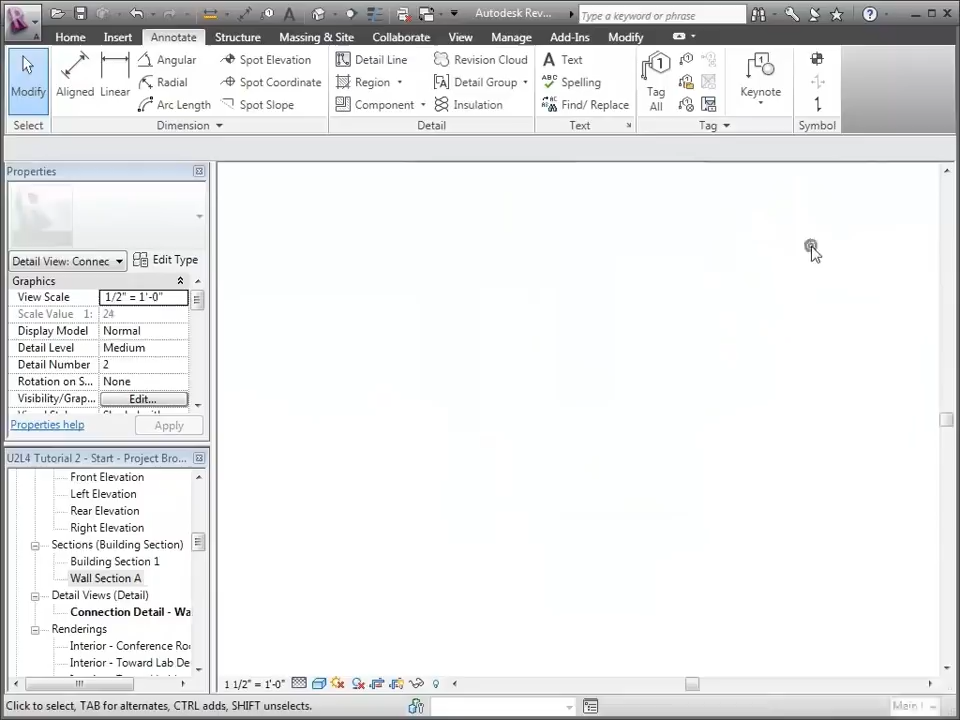 Autodesk Rev...
Type a keyword or phrase
Home Insert Annotate Structure Massing & Site Collaborate View Manage Add-Ins Modify
Modify
Aligned
Linear
Angular
Radial
Arc Length
Spot Elevation
Spot Coordinate
Spot Slope
Detail Line
Region
Component
Revision Cloud
Detail Group
Insulation
Text
Spelling
Find/ Replace
Tag
All
Keynote
Select Dimension Detail Text Tag Symbol
Properties
Detail View: Connec Edit Type
Graphics
View Scale 1/2" = 1'-0"
Scale Value 1: 24
Display Model Normal
Detail Level Medium
Detail Number 2
Rotation on S... None
Visibility/Grap... Edit...
Properties help Apply
U2L4 Tutorial 2 - Start - Project Bro...
Front Elevation
Left Elevation
Rear Elevation
Right Elevation
Sections (Building Section)
Building Section 1
Wall Section A
Detail Views (Detail)
Connection Detail - Wa
Renderings
Interior - Conference Ro
Interior - Toward Lab De
1 1/2" = 1'-0"
Click to select, TAB for alternates, CTRL adds, SHIFT unselects.